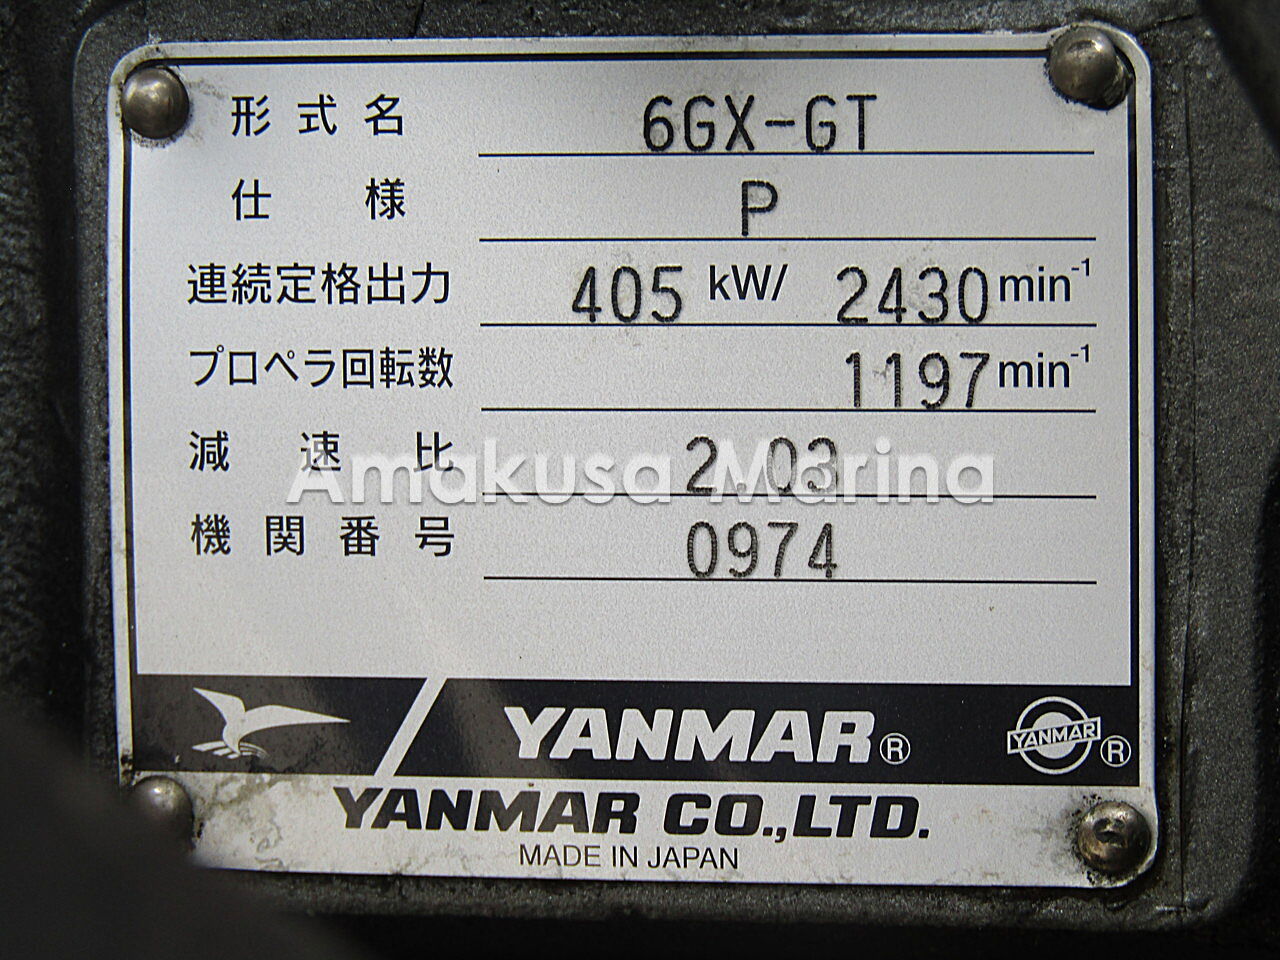 形式名 6GX-GT
仕様 P
連続定格出力 405 kW/ 2430 min⁻¹
プロペラ回転数 1197 min⁻¹
減速比 2.03
Amakusa Marina
機関番号 0974
YANMAR® YANMAR®
YANMAR CO.,LTD.
MADE IN JAPAN